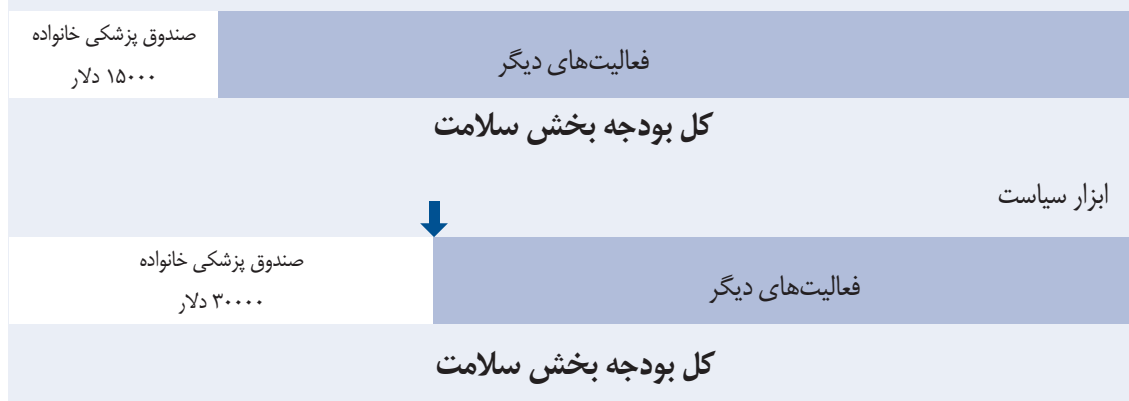 صندوق پزشکی خانواده
۱۵۰۰۰ دلار
فعالیت‌های دیگر
کل بودجه بخش سلامت
ابزار سیاست
صندوق پزشکی خانواده
۳۰۰۰۰ دلار
فعالیت‌های دیگر
کل بودجه بخش سلامت